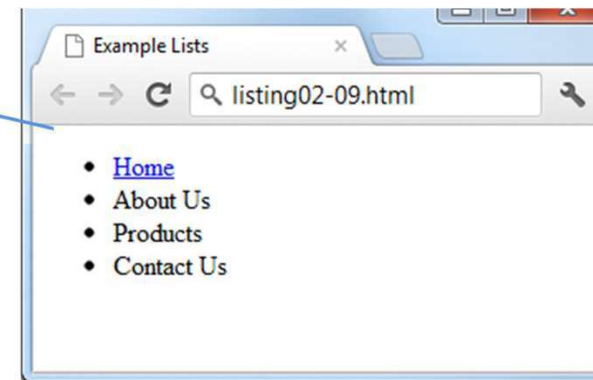 Example Lists
listing02-09.html
Home
About Us
Products
Contact Us